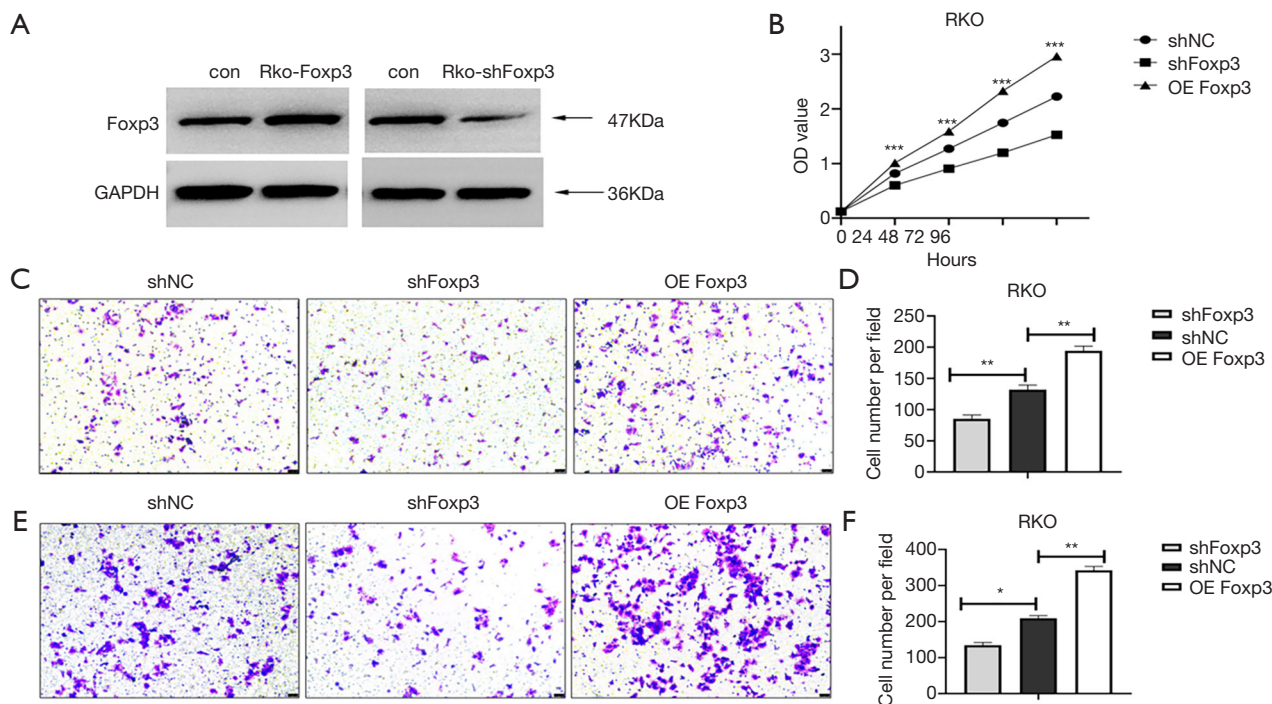 A
con Rko-Foxp3 con Rko-shFoxp3
Foxp3 47KDa
GAPDH 36KDa
B
RKO
OD value
3
2
1
0
0 24 48 72 96
Hours
*** *** *** ***
shNC
shFoxp3
OE Foxp3
C
shNC shFoxp3 OE Foxp3
D
RKO
Cell number per field
250
200
150
100
50
0
** **
shFoxp3
shNC
OE Foxp3
E
shNC shFoxp3 OE Foxp3
F
RKO
Cell number per field
400
300
200
100
0
* **
shFoxp3
shNC
OE Foxp3